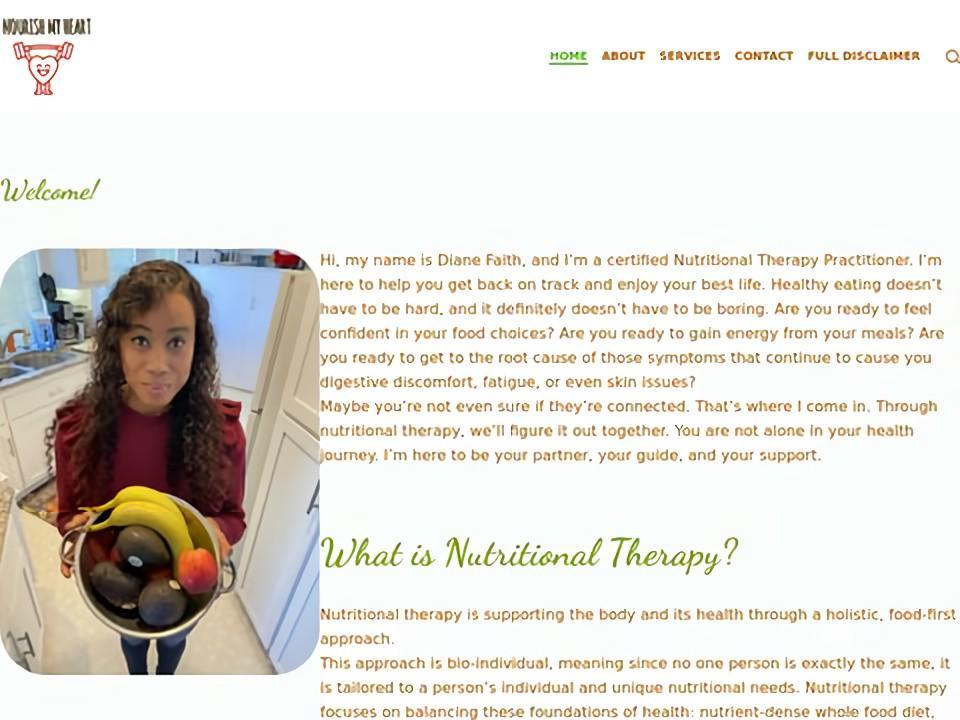 NOURISH MY HEART
HOME ABOUT SERVICES CONTACT FULL DISCLAIMER
Welcome!
Hi, my name is Diane Faith, and I'm a certified Nutritional Therapy Practitioner. I'm
here to help you get back on track and enjoy your best life. Healthy eating doesn't
have to be hard, and it definitely doesn't have to be boring. Are you ready to feel
confident in your food choices? Are you ready to gain energy from your meals? Are
you ready to get to the root cause of those symptoms that continue to cause you
digestive discomfort, fatigue, or even skin issues?
Maybe you're not even sure if they're connected. That's where I come in. Through
nutritional therapy, we'll figure it out together. You are not alone in your health
journey. I'm here to be your partner, your guide, and your support.
What is Nutritional Therapy?
Nutritional therapy is supporting the body and its health through a holistic, food-first
approach.
This approach is bio-individual, meaning since no one person is exactly the same, it
is tailored to a person's individual and unique nutritional needs. Nutritional therapy
focuses on balancing these foundations of health: nutrient-dense whole food diet,